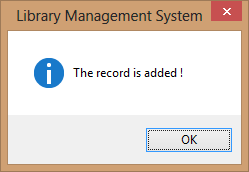 Library Management System
The record is added !
OK